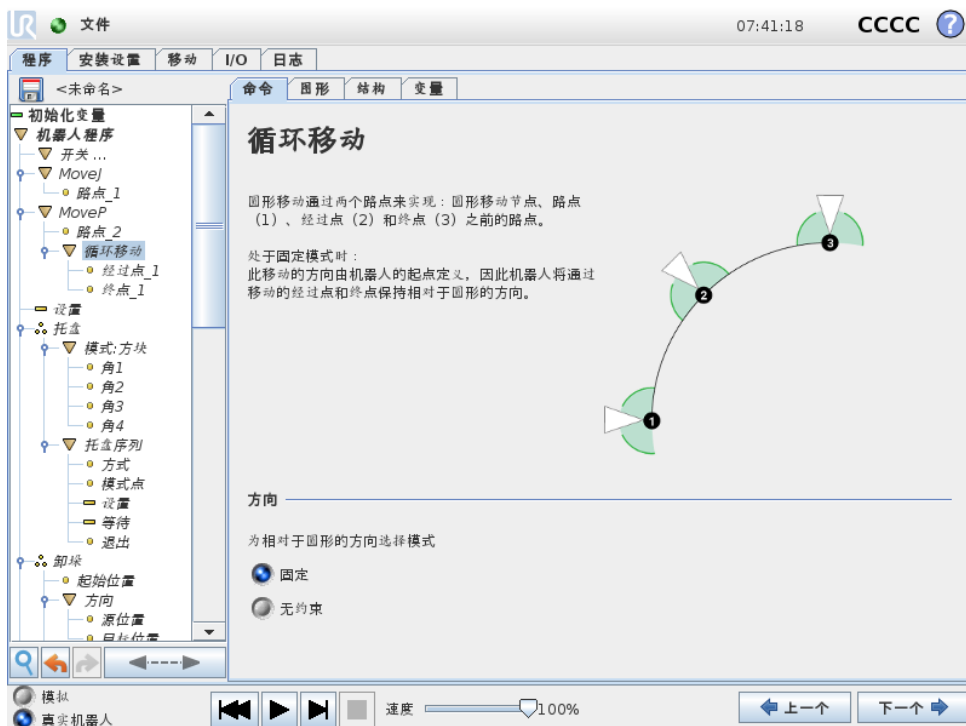 UR 文件 07:41:18 CCCC ?
程序 安装设置 移动 I/O 日志
<未命名> 命令 图形 结构 变量
初始化变量
机器人程序
开关 ...
MoveJ
路点_1
MoveP
路点_2
循环移动
经过点_1
终点_1
设置
托盘
模式:方块
角1
角2
角3
角4
托盘序列
方式
模式点
设置
等待
退出
卸垛
起始位置
方向
源位置
目标位置
循环移动
圆形移动通过两个路点来实现:圆形移动节点、路点
(1)、经过点(2)和终点(3)之前的路点。
处于固定模式时:
此移动的方向由机器人的起点定义,因此机器人将通过
移动的经过点和终点保持相对于圆形的方向。
3
2
1
方向
为相对于圆形的方向选择模式
固定
无约束
模拟
真实机器人
速度 100%
上一个 下一个